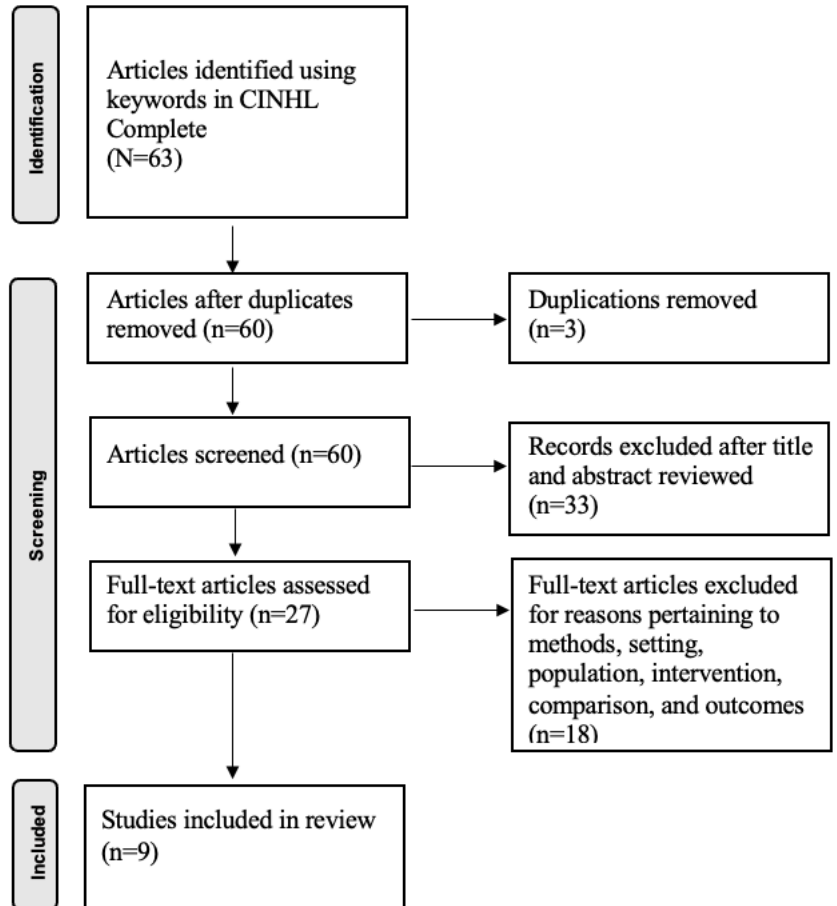 Identification
Articles identified using
keywords in CINHL
Complete
(N=63)
Screening
Articles after duplicates
removed (n=60)
Duplications removed
(n=3)
Articles screened (n=60)
Records excluded after title
and abstract reviewed
(n=33)
Full-text articles assessed
for eligibility (n=27)
Full-text articles excluded
for reasons pertaining to
methods, setting,
population, intervention,
comparison, and outcomes
(n=18)
Included
Studies included in review
(n=9)